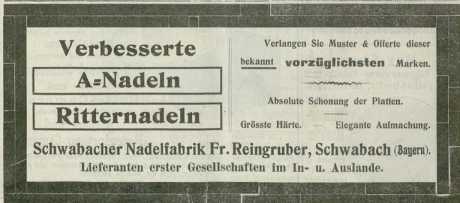 Verbesserte
A=Nadeln
Ritternadeln
Verlangen Sie Muster & Offerte dieser
bekannt vorzüglichsten Marken.
Absolute Schonung der Platten.
Grösste Härte. Elegante Aufmachung.
Schwabacher Nadelfabrik Fr. Reingruber, Schwabach (Bayern).
Lieferanten erster Gesellschaften im In- u. Auslande.